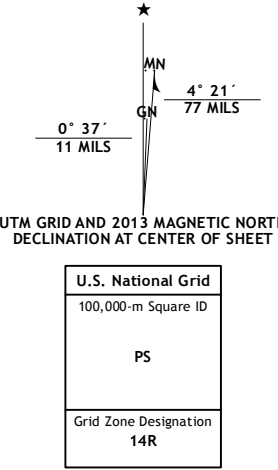 ★
MN
GN
4° 21´
77 MILS
0° 37´
11 MILS
UTM GRID AND 2013 MAGNETIC NORTH
DECLINATION AT CENTER OF SHEET
U.S. National Grid
100,000-m Square ID
PS
Grid Zone Designation
14R